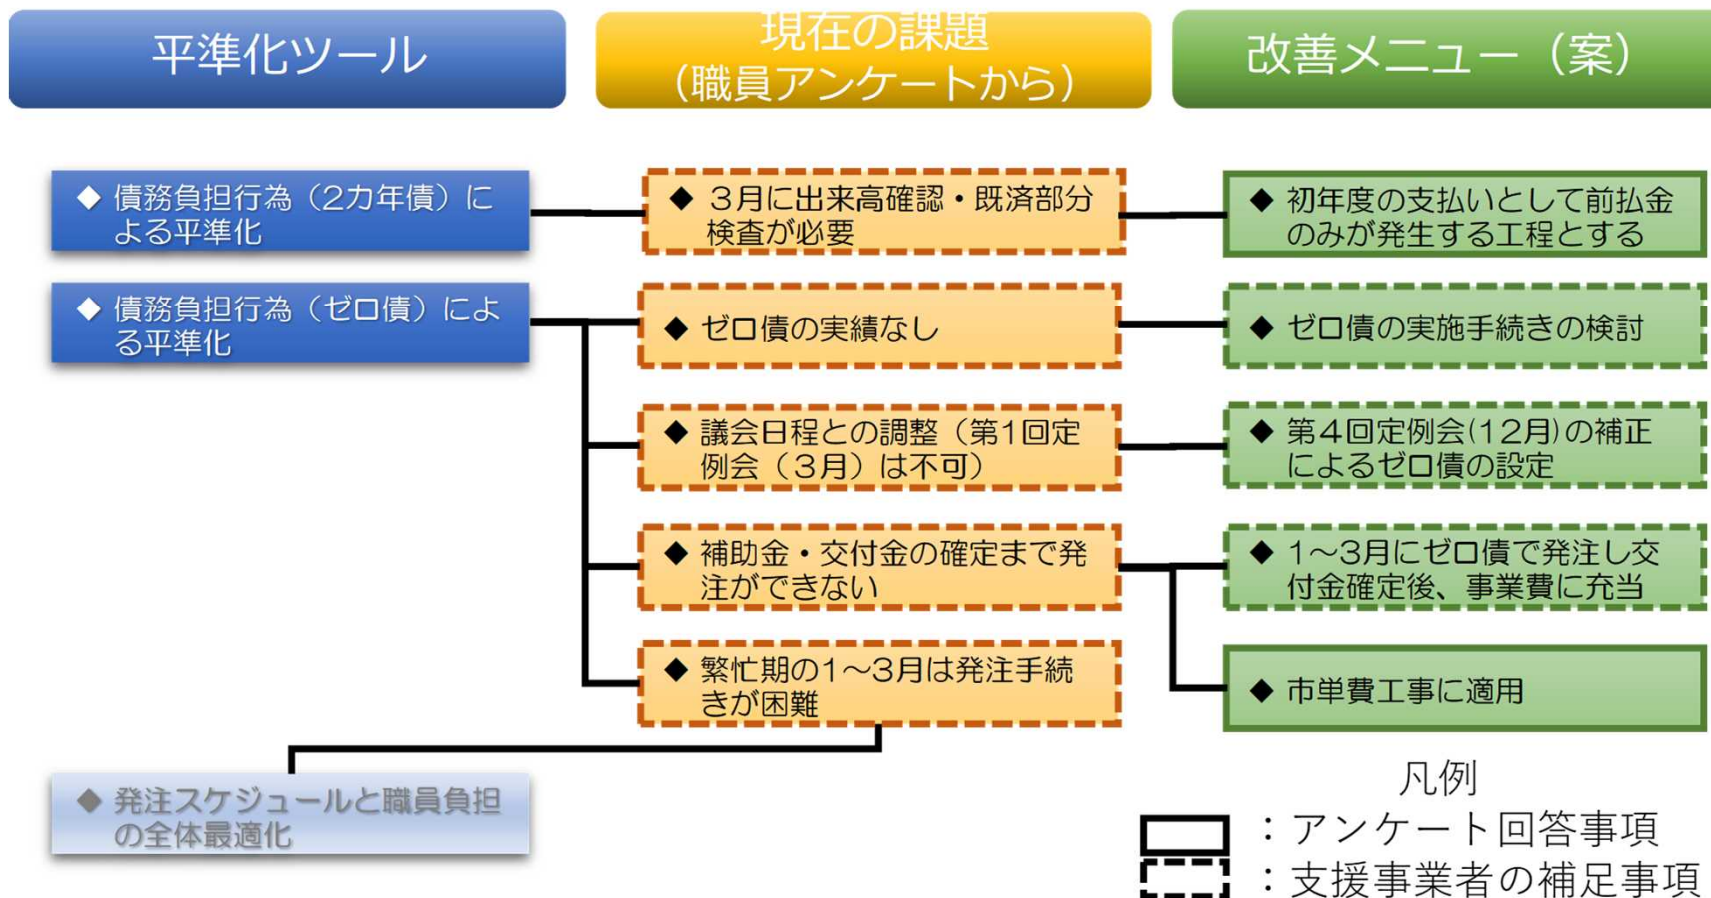 平準化ツール
現在の課題
（職員アンケートから）
改善メニュー（案）
◆ 債務負担行為（２カ年債）に
よる平準化
◆ ３月に出来高確認・既済部分
検査が必要
◆ 初年度の支払いとして前払金
のみが発生する工程とする
◆ 債務負担行為（ゼロ債）によ
る平準化
◆ ゼロ債の実績なし
◆ ゼロ債の実施手続きの検討
◆ 議会日程との調整（第1回定
例会（３月）は不可）
◆ 第４回定例会(12月)の補正
によるゼロ債の設定
◆ 補助金・交付金の確定まで発
注ができない
◆ 1～3月にゼロ債で発注し交
付金確定後、事業費に充当
◆ 繁忙期の1～3月は発注手続
きが困難
◆ 市単費工事に適用
◆ 発注スケジュールと職員負担
の全体最適化
凡例
：アンケート回答事項
：支援事業者の補足事項